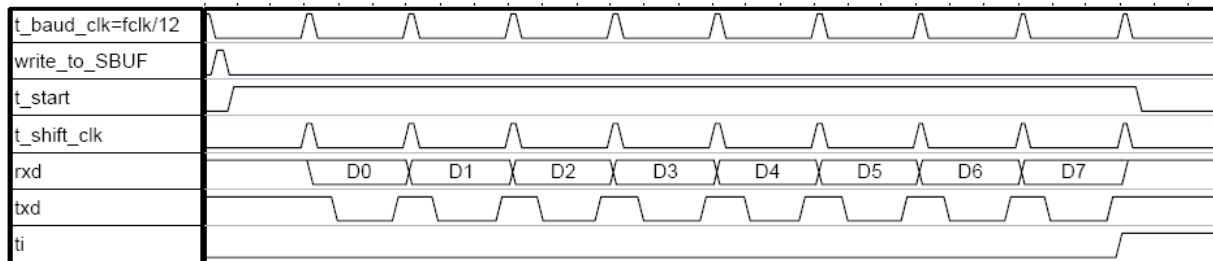 t_baud_clk=fclk/12
write_to_SBUF
t_start
t_shift_clk
rxd D0 D1 D2 D3 D4 D5 D6 D7
txd
ti